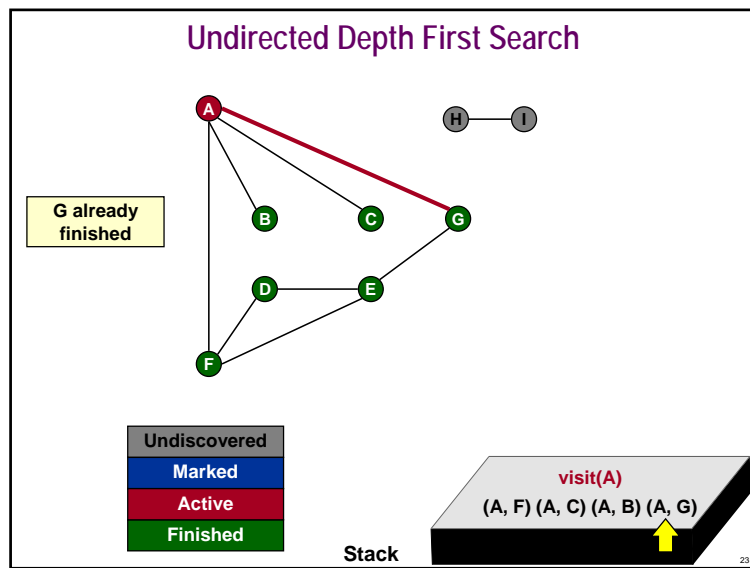 Undirected Depth First Search
A
H
I
B
C
G
G already
finished
D
E
F
Undiscovered
Marked
Active
Finished
visit(A)
(A, F) (A, C) (A, B) (A, G)
Stack
23